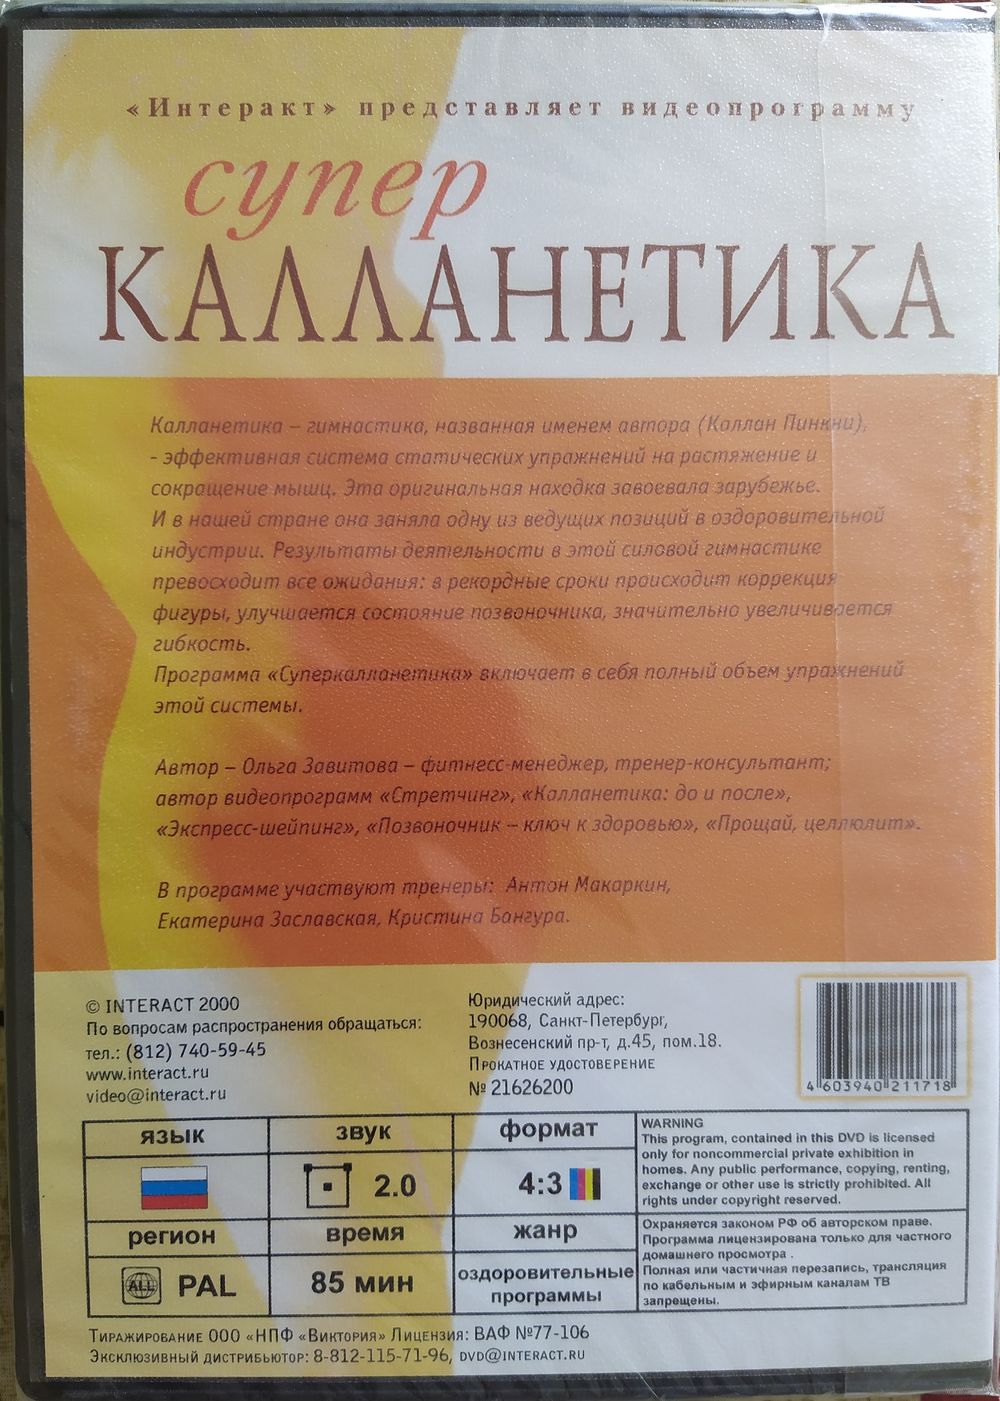 «Интеракт» представляет видеопрограмму
супер
КАЛЛАНЕТИКА
Калланетика – гимнастика, названная именем автора (Каллан Пинкни),
- эффективная система статических упражнений на растяжение и
сокращение мышц. Эта оригинальная находка завоевала зарубежье.
И в нашей стране она заняла одну из ведущих позиций в оздоровительной
индустрии. Результаты деятельности в этой силовой гимнастике
превосходит все ожидания: в рекордные сроки происходит коррекция
фигуры, улучшается состояние позвоночника, значительно увеличивается
гибкость.
Программа «Суперкалланетика» включает в себя полный объем упражнений
этой системы.
Автор – Ольга Завитова – фитнесс-менеджер, тренер-консультант;
автор видеопрограмм «Стретчинг», «Калланетика: до и после»,
«Экспресс-шейпинг», «Позвоночник – ключ к здоровью», «Прощай, целлюлит».
В программе участвуют тренеры: Антон Макаркин,
Екатерина Заславская, Кристина Бангура.
© INTERACT 2000
По вопросам распространения обращаться:
тел.: (812) 740-59-45
www.interact.ru
video@interact.ru
Юридический адрес:
190068, Санкт-Петербург,
Вознесенский пр-т, д.45, пом.18.
Прокатное удостоверение
№ 21626200
4 603940 211718
язык
звук
формат
2.0
4:3
регион
время
жанр
ALL PAL
85 мин
оздоровительные
программы
WARNING
This program, contained in this DVD is licensed
only for noncommercial private exhibition in
homes. Any public performance, copying, renting,
exchange or other use is strictly prohibited. All
rights under copyright reserved.
Охраняется законом РФ об авторском праве.
Программа лицензирована только для частного
домашнего просмотра .
Полная или частичная перезапись, трансляция
по кабельным и эфирным каналам ТВ
запрещены.
Тиражирование ООО «НПФ «Виктория» Лицензия: ВАФ №77-106
Эксклюзивный дистрибьютор: 8-812-115-71-96, dvd@interact.ru